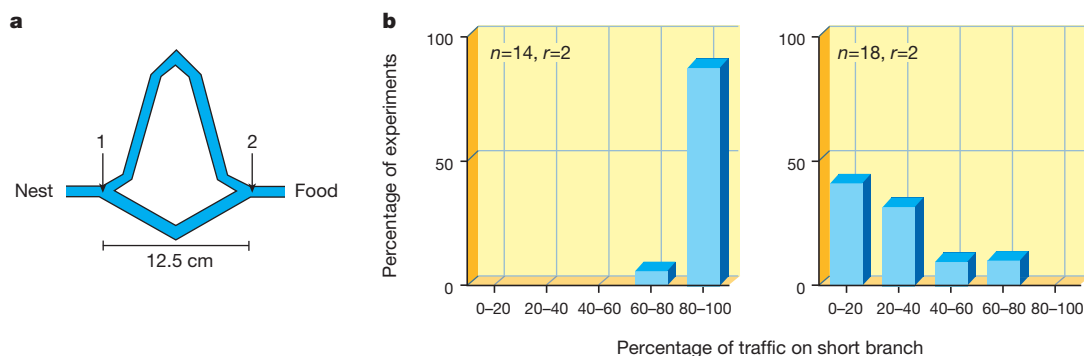 a
1
2
Nest
Food
12.5 cm
b
Percentage of experiments
100
50
0
n=14, r=2
0–20 20–40 40–60 60–80 80–100
100
50
0
n=18, r=2
0–20 20–40 40–60 60–80 80–100
Percentage of traffic on short branch